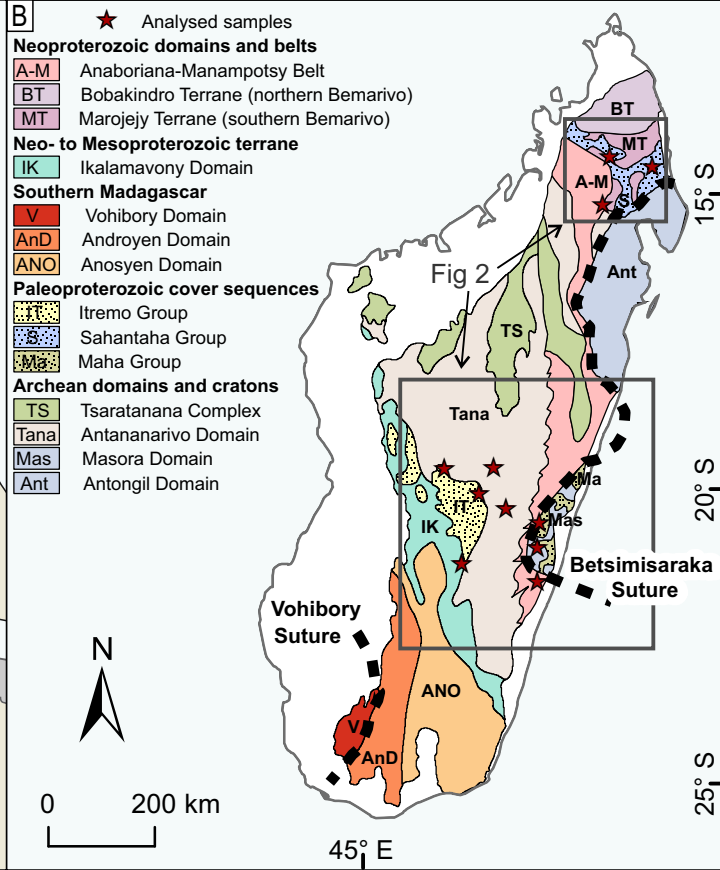 B
Analysed samples
Neoproterozoic domains and belts
A-M Anaboriana-Manampotsy Belt
BT Bobakindro Terrane (northern Bemarivo)
MT Marojejy Terrane (southern Bemarivo)
Neo- to Mesoproterozoic terrane
IK Ikalamavony Domain
Southern Madagascar
V Vohibory Domain
AnD Androyen Domain
ANO Anosyen Domain
Paleoproterozoic cover sequences
IT Itremo Group
S Sahantaha Group
Ma Maha Group
Archean domains and cratons
TS Tsaratanana Complex
Tana Antananarivo Domain
Mas Masora Domain
Ant Antongil Domain
BT
MT
A-M
S
15° S
Ant
Fig 2
TS
Tana
Ma
20° S
IT
IK
Mas
Betsimisaraka
Suture
Vohibory
Suture
N
ANO
V
AnD
25° S
0 200 km
45° E